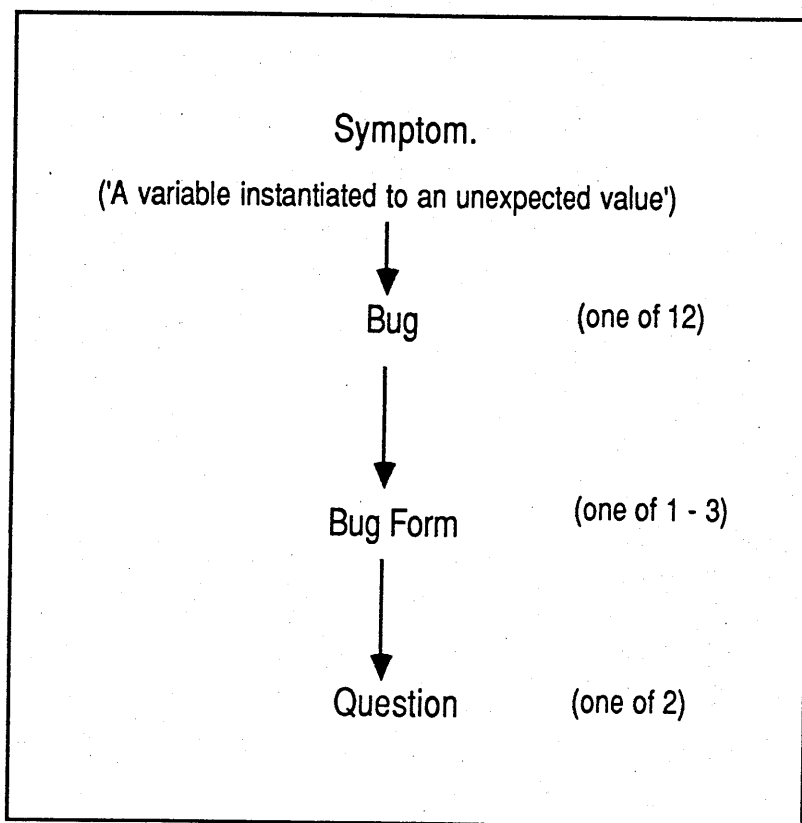 Symptom.
('A variable instantiated to an unexpected value')
Bug (one of 12)
Bug Form (one of 1 - 3)
Question (one of 2)